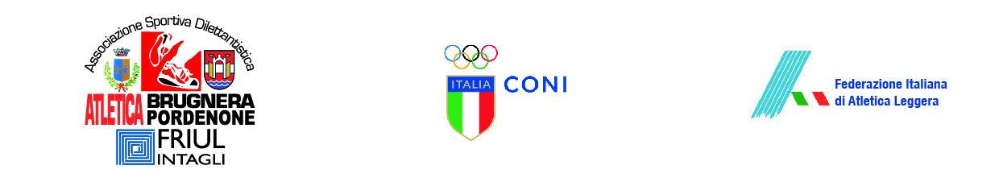 Associazione Sportiva Dilettantistica
ATLETICA BRUGNERA
PORDENONE
FRIUL
INTAGLI
ITALIA
CONI
Federazione Italiana
di Atletica Leggera